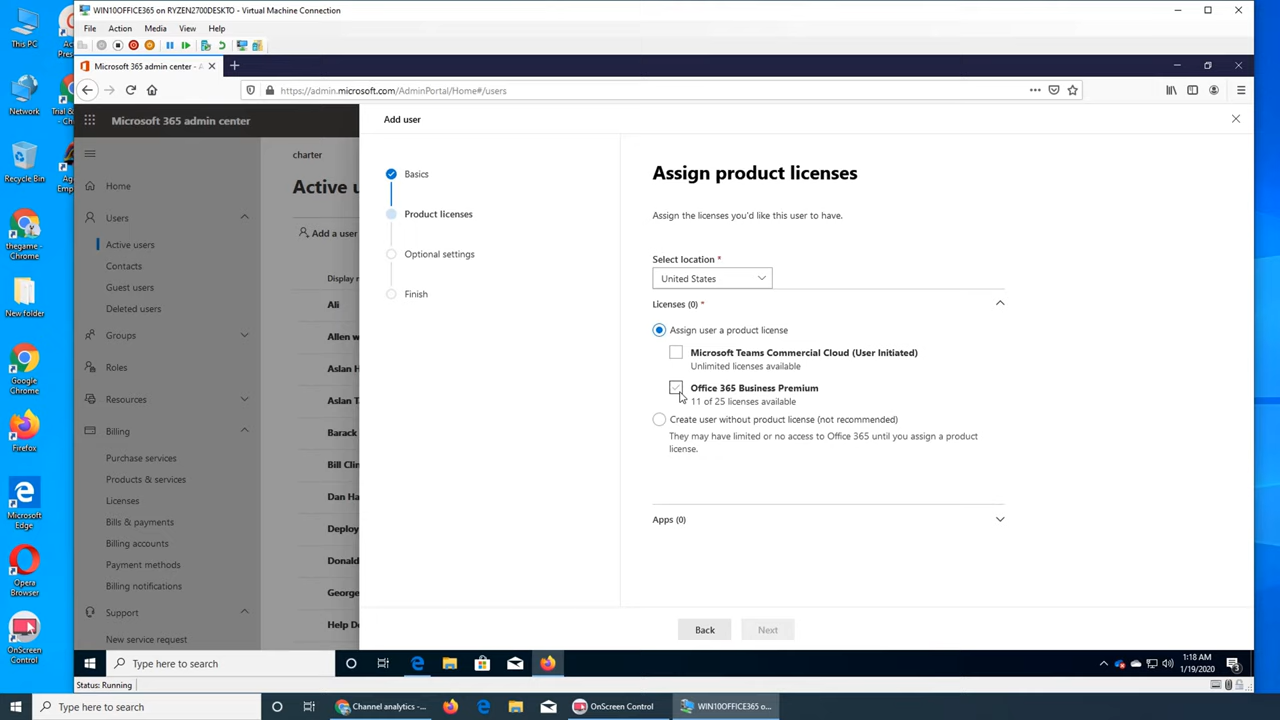 WIN10OFFICE365 on RYZEN2700DESKTO - Virtual Machine Connection
File Action Media View Help
Microsoft 365 admin center - A
https://admin.microsoft.com/AdminPortal/Home#/users
Microsoft 365 admin center
Home
Users
Active users
Contacts
Guest users
Deleted users
Groups
Roles
Resources
Billing
Purchase services
Products & services
Licenses
Bills & payments
Billing accounts
Payment methods
Billing notifications
Support
New service request
charter
Active u
Add a user
Display n
Ali
Allen w
Aslan H
Aslan T
Barack
Bill Clin
Dan Ha
Deploy
Donald
George
Help De
Add user
Basics
Product licenses
Optional settings
Finish
Assign product licenses
Assign the licenses you'd like this user to have.
Select location *
United States
Licenses (0) *
Assign user a product license
Microsoft Teams Commercial Cloud (User Initiated)
Unlimited licenses available
Office 365 Business Premium
11 of 25 licenses available
Create user without product license (not recommended)
They may have limited or no access to Office 365 until you assign a product
license.
Apps (0)
Back
Next
Type here to search
1:18 AM
1/19/2020
3
Status: Running
This PC
Network
Recycle Bin
thegame -
Chrome
New folder
Google
Chrome
Firefox
Microsoft
Edge
Opera
Browser
OnScreen
Control
Type here to search
Channel analytics -...
OnScreen Control
WIN10OFFICE365 o...